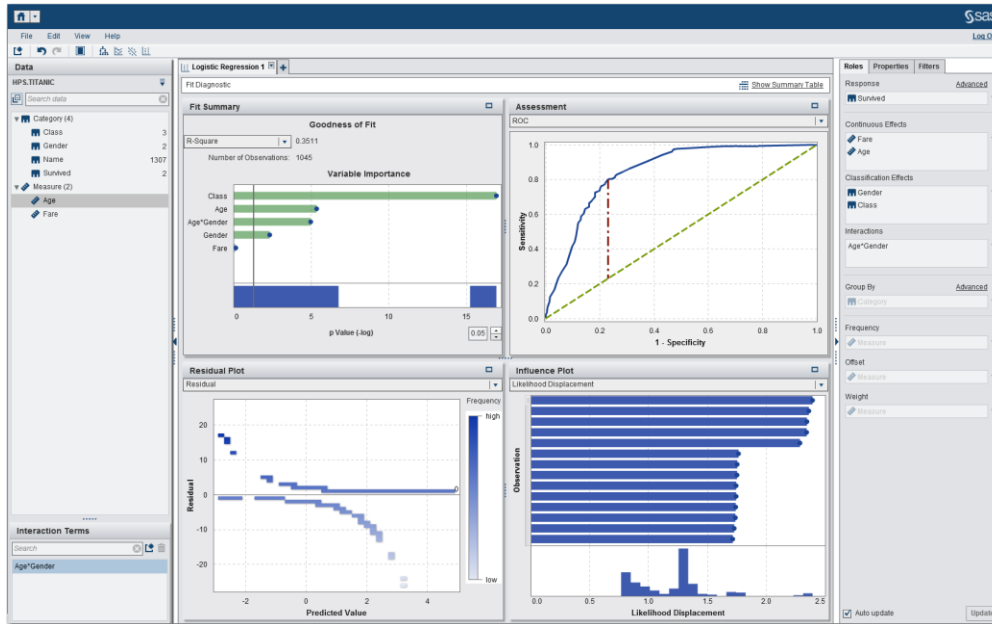 sas
File Edit View Help
Log O
Data
HPS.TITANIC
Search data
Category (4)
Class 3
Gender 2
Name 1307
Survived 2
Measure (2)
Age
Fare
Interaction Terms
Search
Age*Gender
Logistic Regression 1
Fit Diagnostic
Show Summary Table
Fit Summary
Goodness of Fit
R-Square 0.3511
Number of Observations: 1045
Variable Importance
Class
Age
Age*Gender
Gender
Fare
0 5 10 15
p Value (-log)
0.05
Assessment
ROC
1.0
0.8
0.6
0.4
0.2
0.0
Sensitivity
0.0 0.2 0.4 0.6 0.8 1.0
1 - Specificity
Residual Plot
Residual
Frequency
high
low
20
10
0
-10
-20
Residual
0
-2 0 2 4
Predicted Value
Influence Plot
Likelihood Displacement
Observation
0.0 0.5 1.0 1.5 2.0 2.5
Likelihood Displacement
Roles Properties Filters
Response Advanced
Survived
Continuous Effects
Fare
Age
Classification Effects
Gender
Class
Interactions
Age*Gender
Group By Advanced
Category
Frequency
Measure
Offset
Measure
Weight
Measure
Auto update
Update